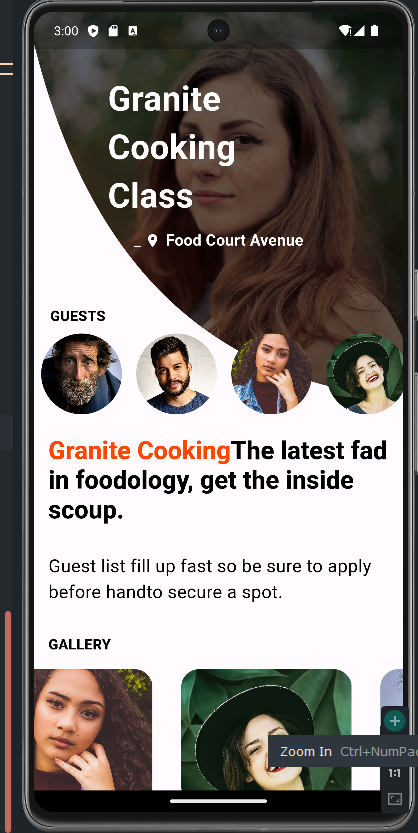 3:00
Granite
Cooking
Class
_ Food Court Avenue
GUESTS
Granite CookingThe latest fad
in foodology, get the inside
scoup.
Guest list fill up fast so be sure to apply
before handto secure a spot.
GALLERY
Zoom In Ctrl+NumPa
1:1